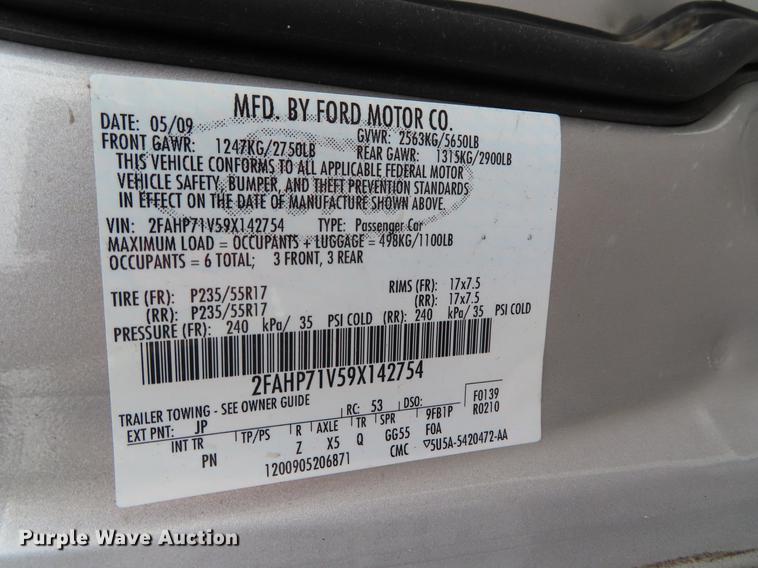 MFD. BY FORD MOTOR CO.
DATE: 05/09 GVWR: 2563KG/5650LB
FRONT GAWR: 1247KG/2750LB REAR GAWR: 1315KG/2900LB
THIS VEHICLE CONFORMS TO ALL APPLICABLE FEDERAL MOTOR
VEHICLE SAFETY, BUMPER, AND THEFT PREVENTION STANDARDS
IN EFFECT ON THE DATE OF MANUFACTURE SHOWN ABOVE.
VIN: 2FAHP71V59X142754 TYPE: Passenger Car
MAXIMUM LOAD = OCCUPANTS + LUGGAGE = 498KG/1100LB
OCCUPANTS = 6 TOTAL; 3 FRONT, 3 REAR
TIRE (FR): P235/55R17 RIMS (FR): 17x7.5
(RR): P235/55R17 (RR): 17x7.5
PRESSURE (FR): 240 kPa/ 35 PSI COLD (RR): 240 kPa/ 35 PSI COLD
2FAHP71V59X142754
TRAILER TOWING - SEE OWNER GUIDE
EXT PNT: JP RC: 53 DSO: F0139
INT TR TP/PS R AXLE TR SPR 9FB1P R0210
PN Z X5 Q GG55 F0A
1200905206871 CMC ▽5U5A-5420472-AA
Purple Wave Auction